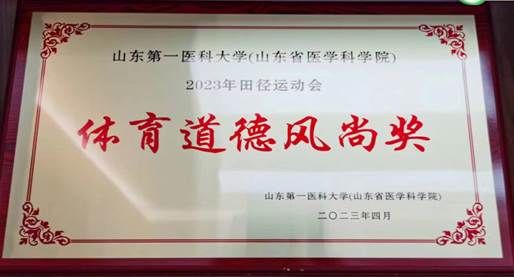 山东第一医科大学(山东省医学科学院)
2023年田径运动会
体育道德风尚奖
山东第一医科大学(山东省医学科学院)
二〇二三年四月